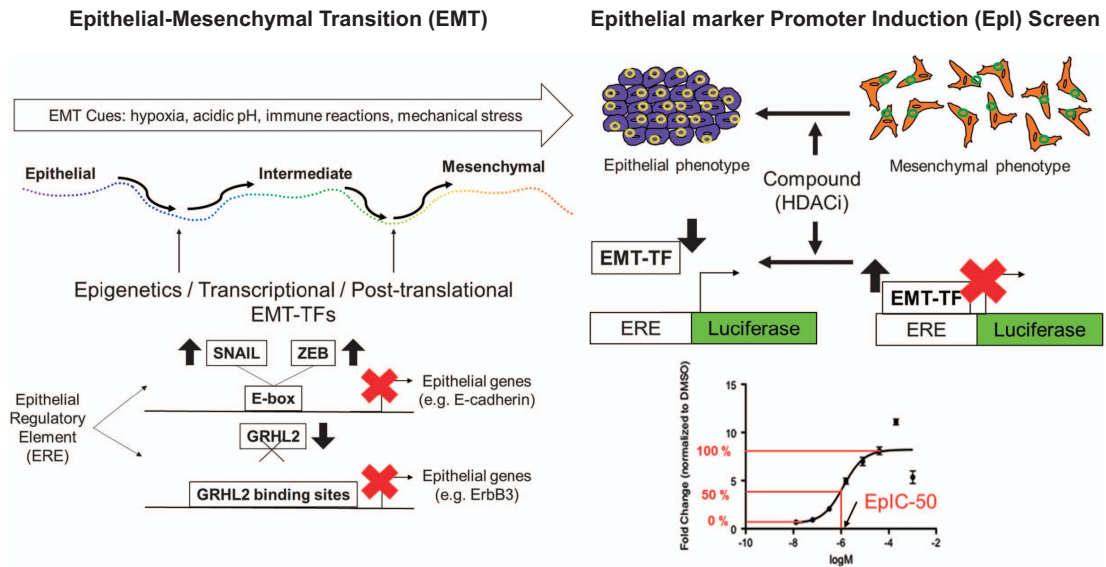 Epithelial-Mesenchymal Transition (EMT)
EMT Cues: hypoxia, acidic pH, immune reactions, mechanical stress
Epithelial
Intermediate
Mesenchymal
Epigenetics / Transcriptional / Post-translational
EMT-TFs
SNAIL
ZEB
E-box
Epithelial genes
(e.g. E-cadherin)
Epithelial
Regulatory
Element
(ERE)
GRHL2
GRHL2 binding sites
Epithelial genes
(e.g. ErbB3)
Epithelial marker Promoter Induction (EpI) Screen
Epithelial phenotype
Mesenchymal phenotype
Compound
(HDACi)
EMT-TF
ERE
Luciferase
EMT-TF
ERE
Luciferase
Fold Change (normalized to DMSO)
15
10
5
0
100 %
50 %
0 %
EpIC-50
-10
-8
-6
-4
-2
logM